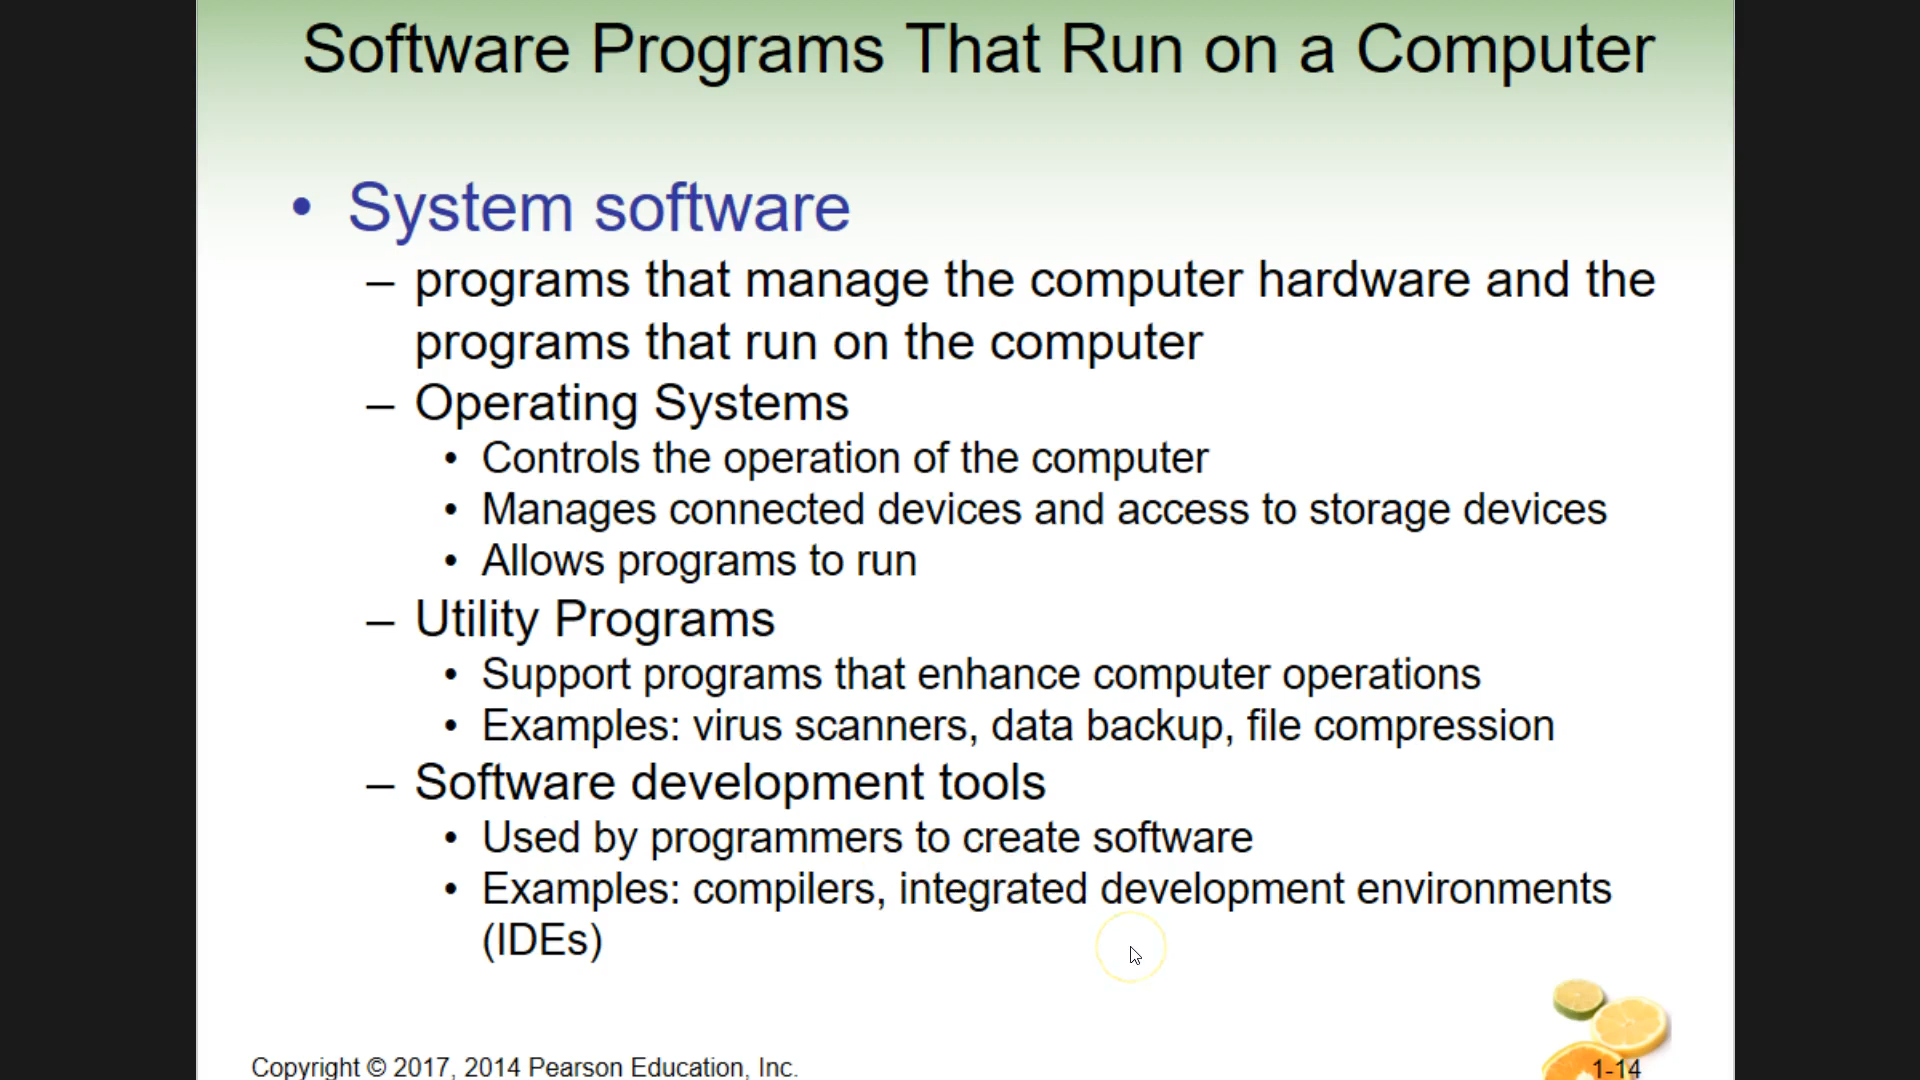 Software Programs That Run on a Computer
• System software
– programs that manage the computer hardware and the
programs that run on the computer
– Operating Systems
• Controls the operation of the computer
• Manages connected devices and access to storage devices
• Allows programs to run
– Utility Programs
• Support programs that enhance computer operations
• Examples: virus scanners, data backup, file compression
– Software development tools
• Used by programmers to create software
• Examples: compilers, integrated development environments
(IDEs)
Copyright © 2017, 2014 Pearson Education, Inc.
1-14